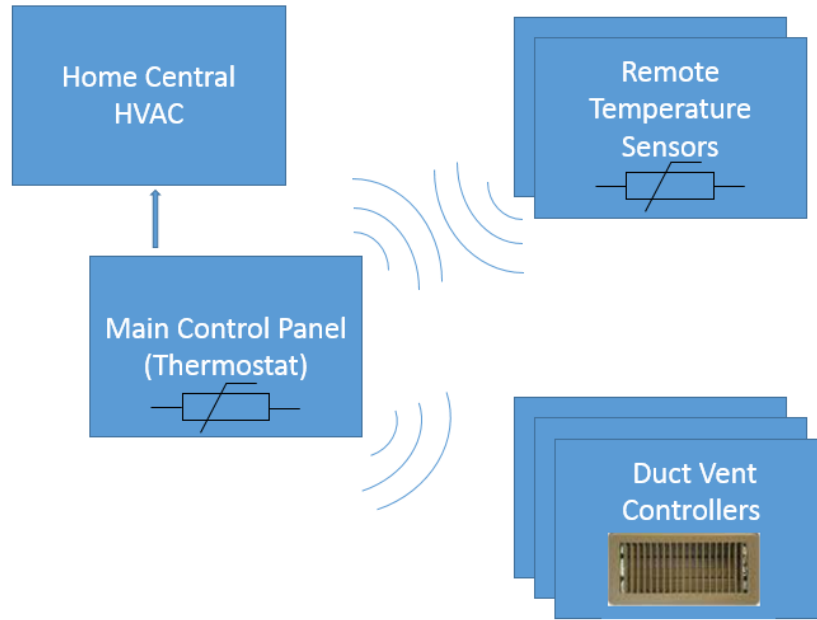 Home Central
HVAC
Remote
Temperature
Sensors
Main Control Panel
(Thermostat)
Duct Vent
Controllers